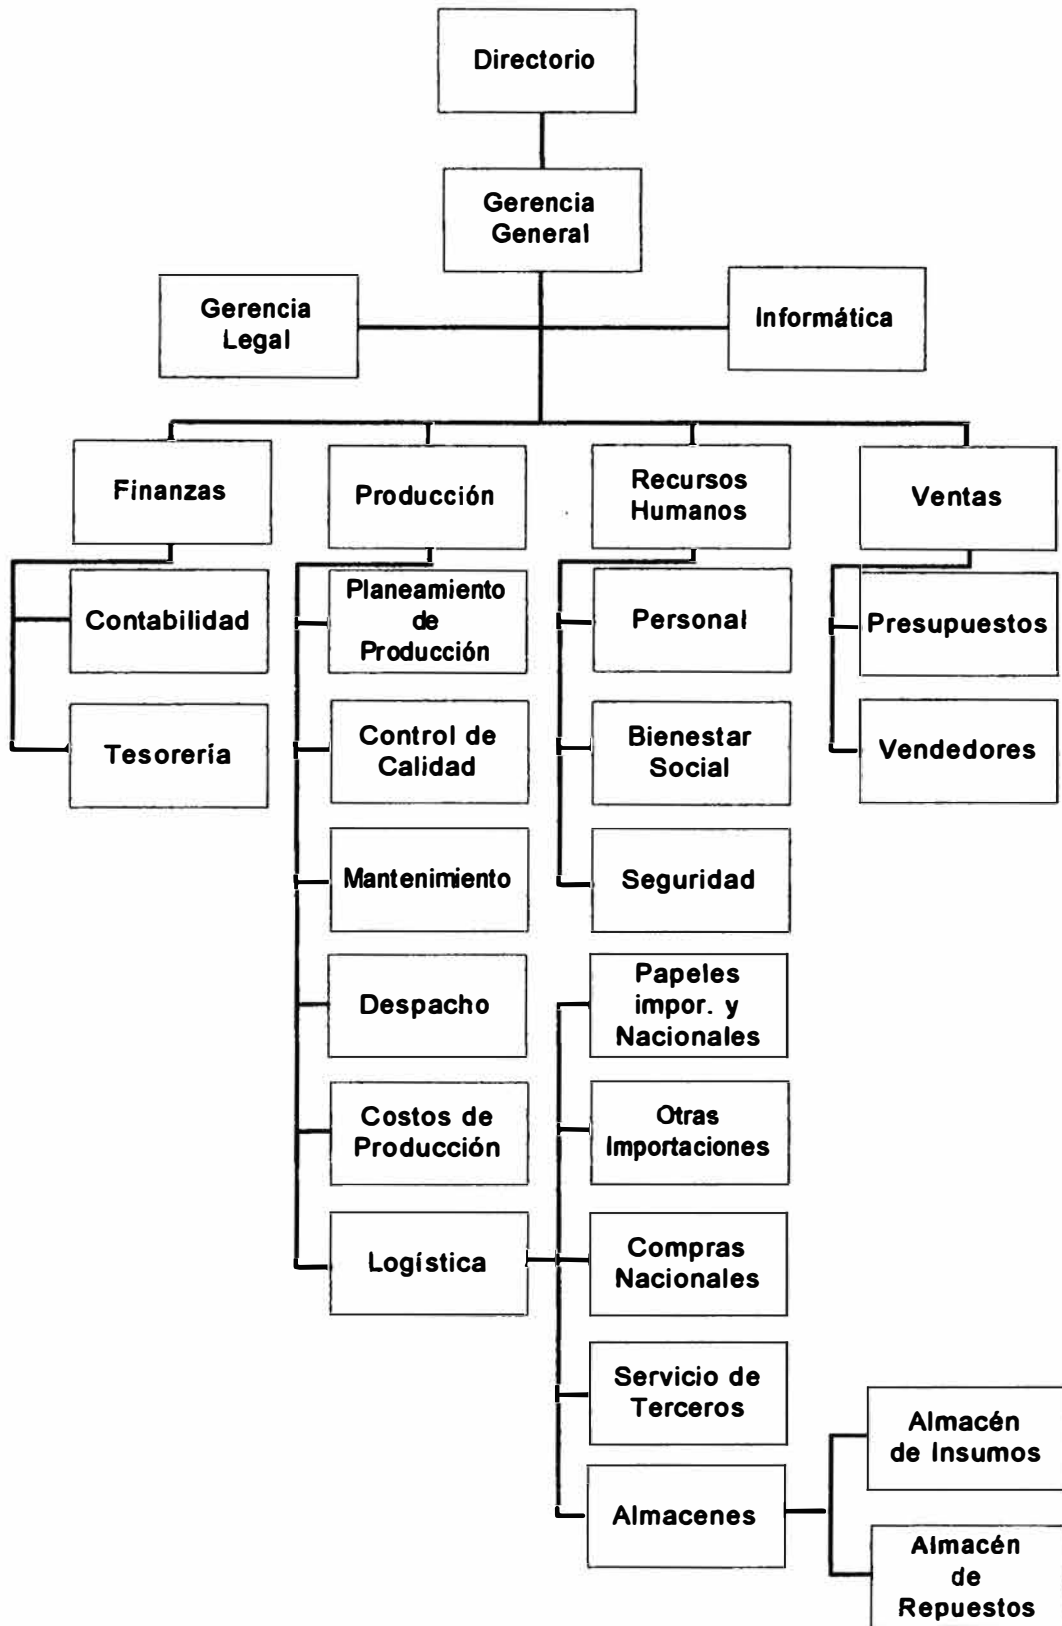 Directorio
Gerencia
General
Gerencia
Legal
Informática
Finanzas
Producción
Recursos
Humanos
Ventas
Contabilidad
Tesorería
Planeamiento
de
Producción
Control de
Calidad
Mantenimiento
Despacho
Costos de
Producción
Logística
Personal
Bienestar
Social
Seguridad
Papeles
impor. y
Nacionales
Otras
Importaciones
Compras
Nacionales
Servicio de
Terceros
Almacenes
Presupuestos
Vendedores
Almacén
de Insumos
Almacén
de
Repuestos